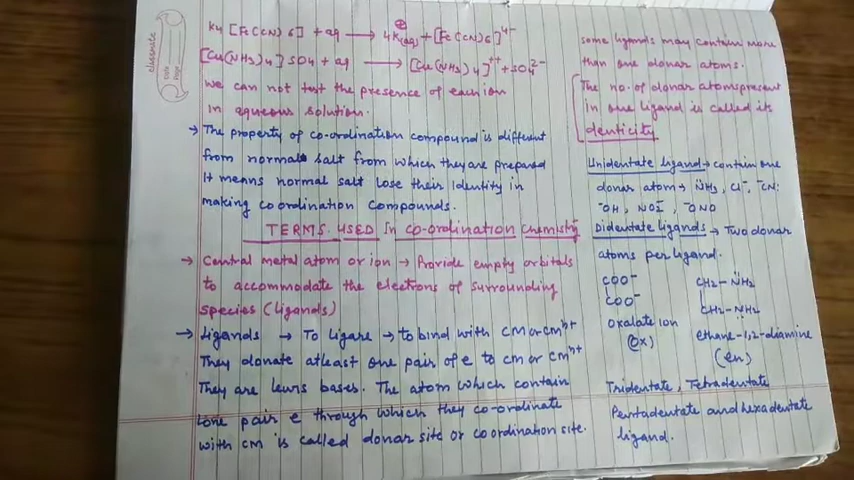 classmate
Date
Page
K4 [Fe(CN)6] + aq → 4K⊕(aq) + [Fe(CN)6]4-
[Cu(NH3)4] SO4 + aq → [Cu(NH3)4]++ + SO4 2-
we can not test the presence of each ion
in aqueous solution.
→ The property of co-ordination compound is different
from normal salt from which they are prepared
It means normal salt lose their identity in
making coordination compounds.
TERMS USED In co-ordination chemistry
→ Central metal atom or ion → Provide empty orbitals
to accommodate the electrons of surrounding
species (ligands)
→ Ligands → To ligare → to bind with CM or CM n+
They donate atleast one pair of e to CM or CM n+
They are lewis bases. The atom which contain
lone pair e through which they co-ordinate
with CM is called donar site or coordination site.
some ligands may contain more
than one donar atoms.
The no. of donar atoms present
in one ligand is called its
denticity
Unidentate ligand → contain one
donar atom → NH3, Cl-, -CN:
-OH, NO2-, -ONO
Didentate ligands → Two donar
atoms per ligand.
COO- CH2-NH2
COO- CH2-NH2
oxalate ion ethane-1,2-diamine
(ox) (en)
Tridentate, Tetradentate
Pentadentate and hexadentate
ligand.